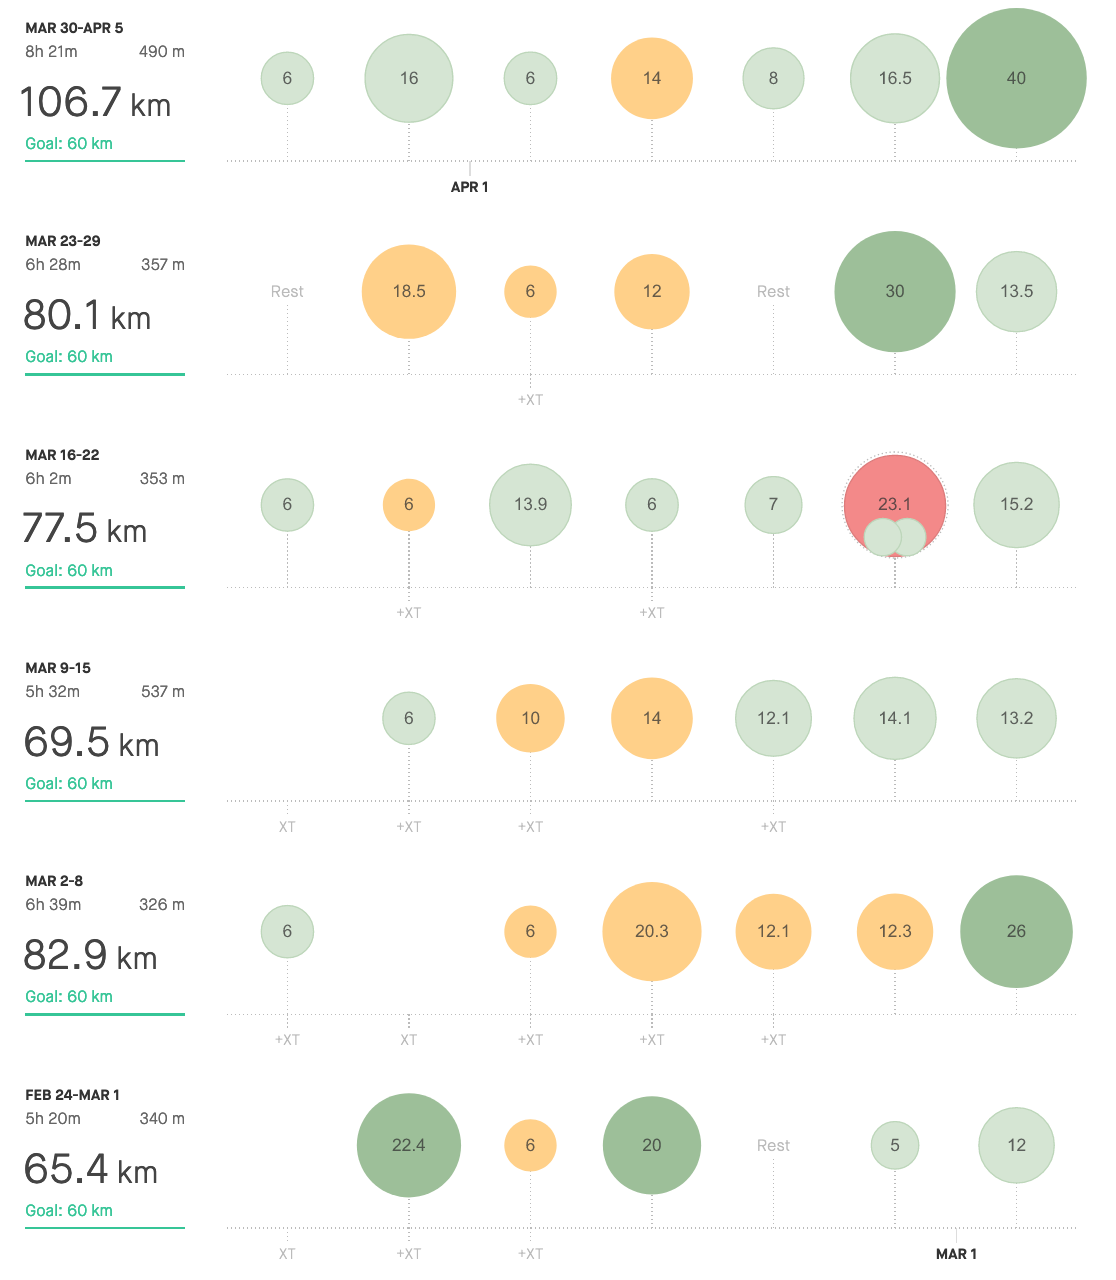 MAR 30-APR 5
8h 21m 490 m
106.7 km
Goal: 60 km
6 16 6 14 8 16.5 40
APR 1
MAR 23-29
6h 28m 357 m
80.1 km
Goal: 60 km
Rest 18.5 6 12 Rest 30 13.5
+XT
MAR 16-22
6h 2m 353 m
77.5 km
Goal: 60 km
6 6 13.9 6 7 23.1 15.2
+XT +XT
MAR 9-15
5h 32m 537 m
69.5 km
Goal: 60 km
6 10 14 12.1 14.1 13.2
XT +XT +XT +XT
MAR 2-8
6h 39m 326 m
82.9 km
Goal: 60 km
6 6 20.3 12.1 12.3 26
+XT XT +XT +XT +XT
FEB 24-MAR 1
5h 20m 340 m
65.4 km
Goal: 60 km
22.4 6 20 Rest 5 12
XT +XT +XT MAR 1